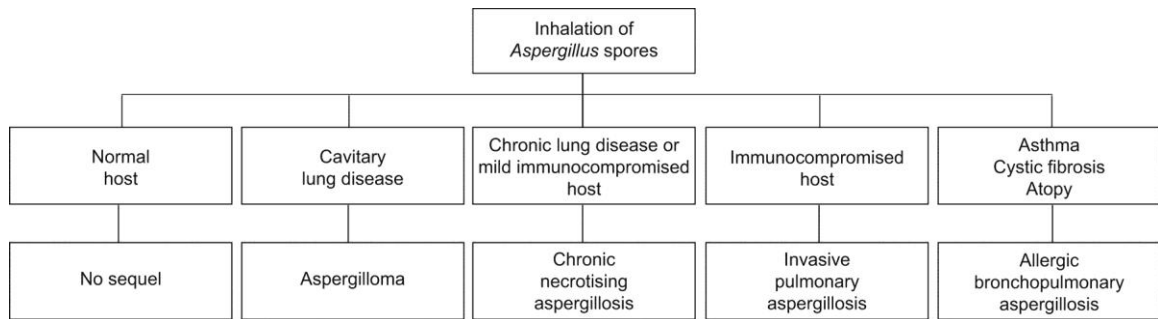 Inhalation of
Aspergillus spores
Normal
host
Cavitary
lung disease
Chronic lung disease or
mild immunocompromised
host
Immunocompromised
host
Asthma
Cystic fibrosis
Atopy
No sequel
Aspergilloma
Chronic
necrotising
aspergillosis
Invasive
pulmonary
aspergillosis
Allergic
bronchopulmonary
aspergillosis